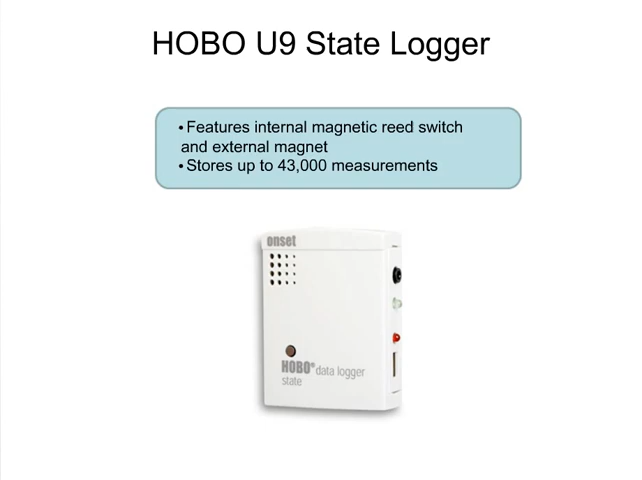 HOBO U9 State Logger
•Features internal magnetic reed switch
and external magnet
•Stores up to 43,000 measurements
onset
HOBO® data logger
state